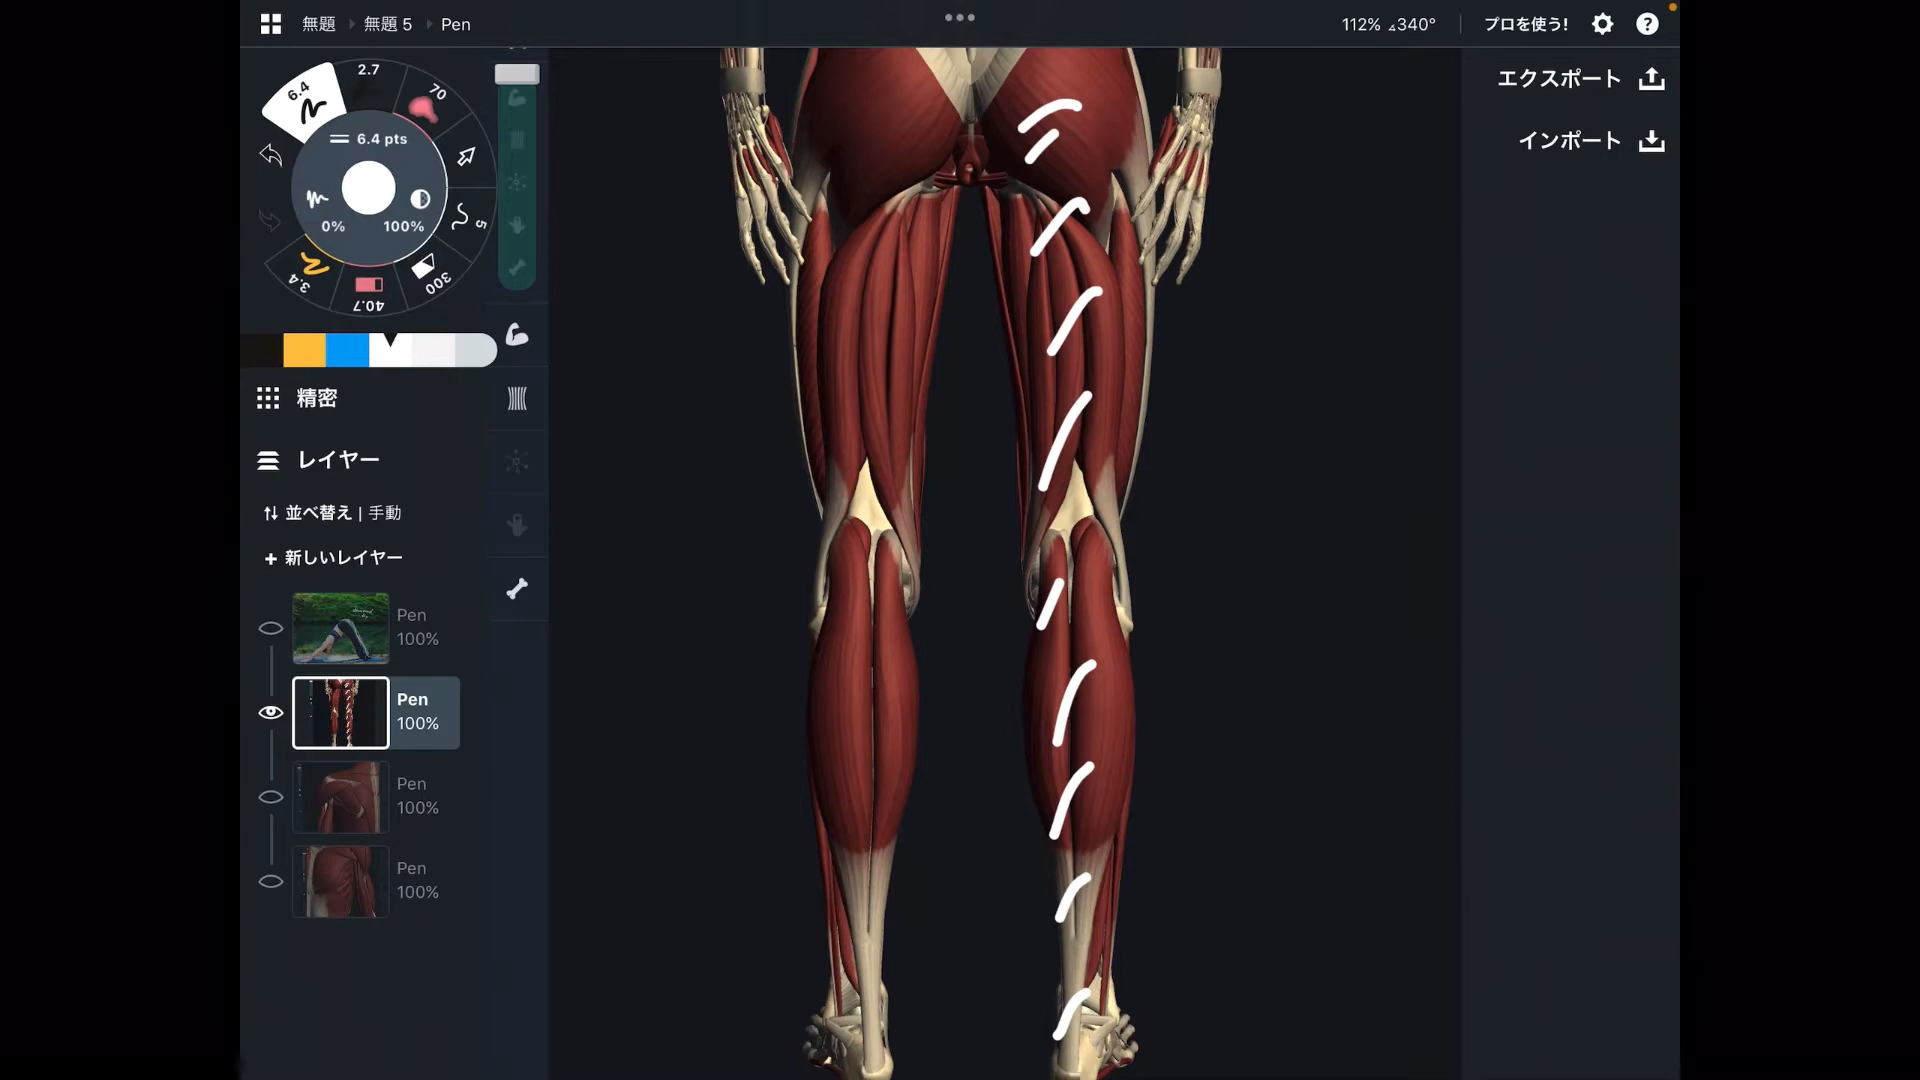 無題 無題 5 Pen
112% ⊿340°
プロを使う!
エクスポート
インポート
2.7
6.4
70
6.4 pts
0% 100%
5
300
40.7
3.4
精密
レイヤー
並べ替え | 手動
+ 新しいレイヤー
Pen
100%
Pen
100%
Pen
100%
Pen
100%